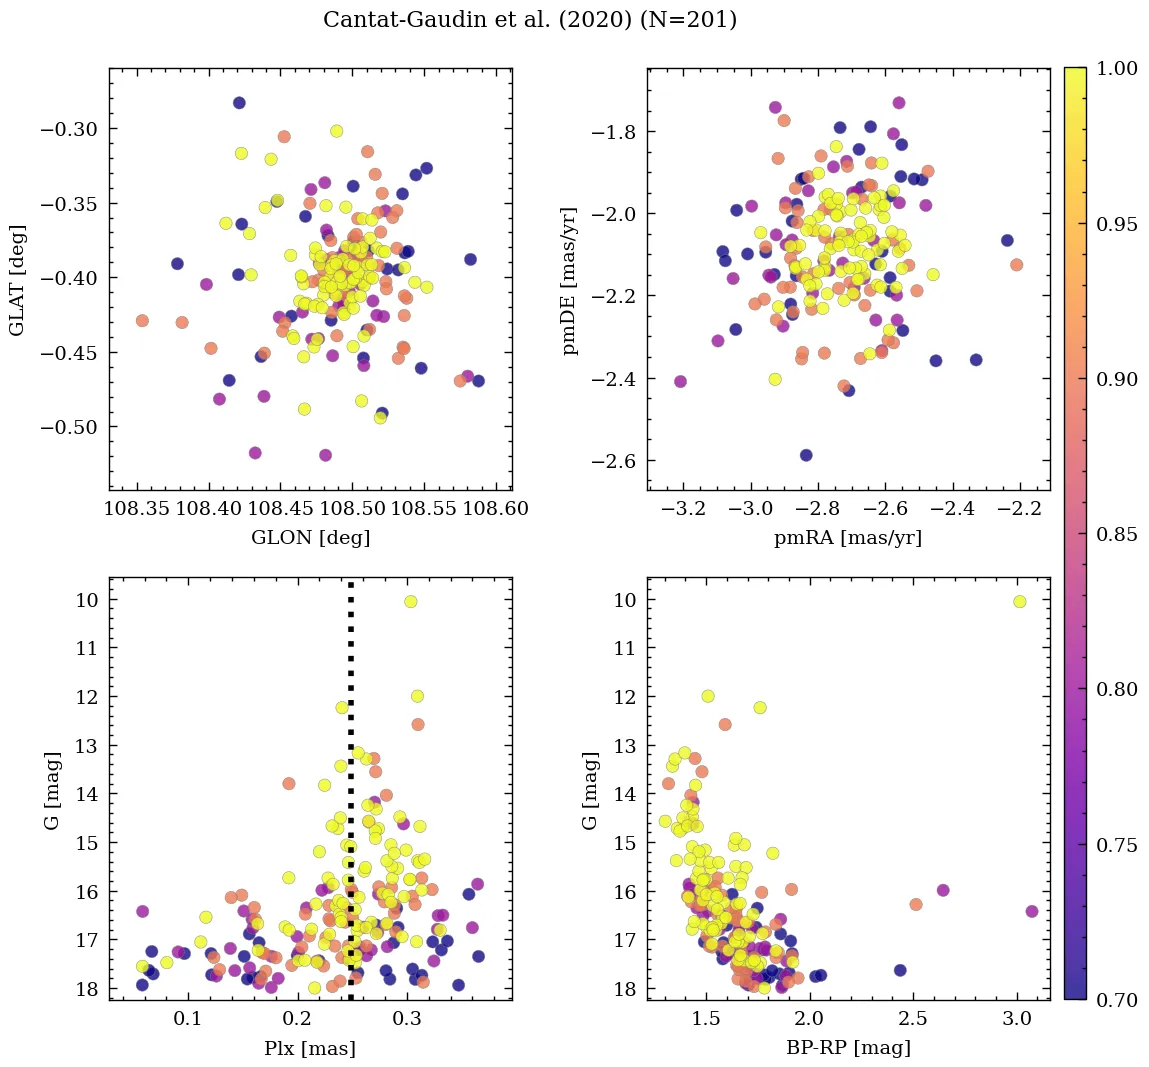 Cantat-Gaudin et al. (2020) (N=201)
−0.30
−0.35
−0.40
−0.45
−0.50
GLAT [deg]
108.35 108.40 108.45 108.50 108.55 108.60
GLON [deg]
−1.8
−2.0
−2.2
−2.4
−2.6
pmDE [mas/yr]
−3.2 −3.0 −2.8 −2.6 −2.4 −2.2
pmRA [mas/yr]
10
11
12
13
14
15
16
17
18
G [mag]
0.1 0.2 0.3
Plx [mas]
10
11
12
13
14
15
16
17
18
G [mag]
1.5 2.0 2.5 3.0
BP-RP [mag]
1.00
0.95
0.90
0.85
0.80
0.75
0.70